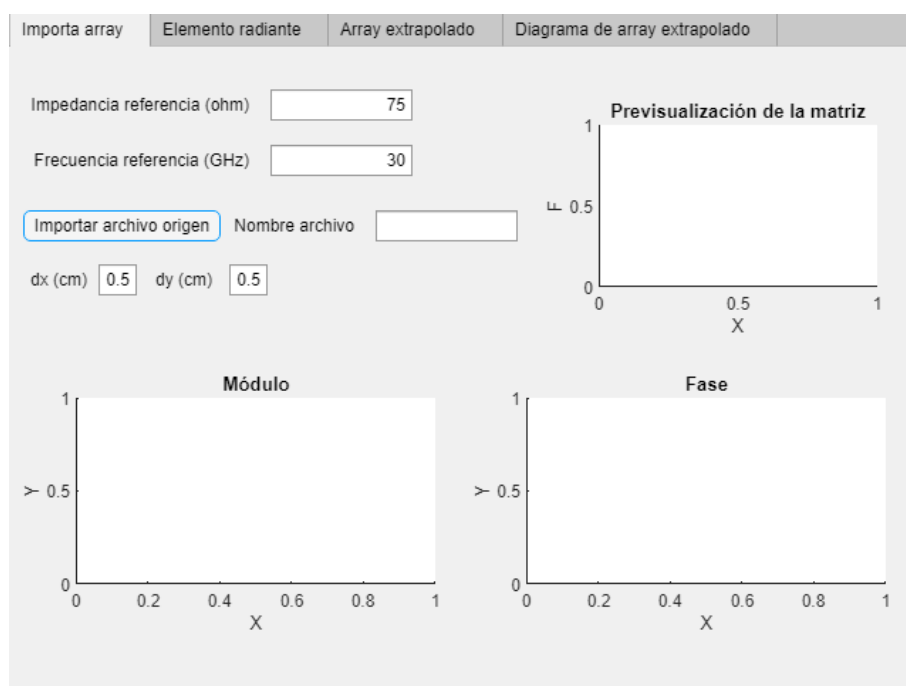 Importa array Elemento radiante Array extrapolado Diagrama de array extrapolado
Impedancia referencia (ohm) 75
Frecuencia referencia (GHz) 30
Importar archivo origen Nombre archivo
dx (cm) 0.5 dy (cm) 0.5
Previsualización de la matriz
1
F 0.5
0
0 0.5 1
X
Módulo
1
Y 0.5
0
0 0.2 0.4 0.6 0.8 1
X
Fase
1
Y 0.5
0
0 0.2 0.4 0.6 0.8 1
X